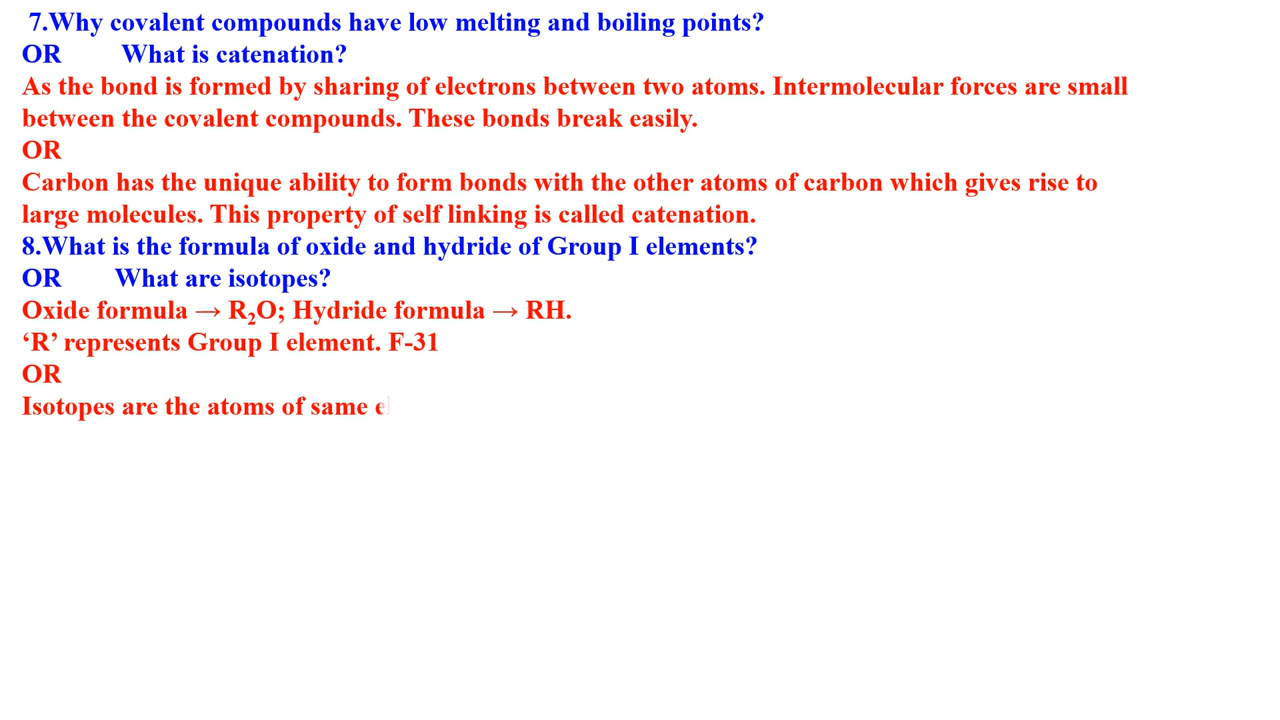 7.Why covalent compounds have low melting and boiling points?
OR What is catenation?
As the bond is formed by sharing of electrons between two atoms. Intermolecular forces are small
between the covalent compounds. These bonds break easily.
OR
Carbon has the unique ability to form bonds with the other atoms of carbon which gives rise to
large molecules. This property of self linking is called catenation.
8.What is the formula of oxide and hydride of Group I elements?
OR What are isotopes?
Oxide formula → R₂O; Hydride formula → RH.
‘R’ represents Group I element. F-31
OR
Isotopes are the atoms of same